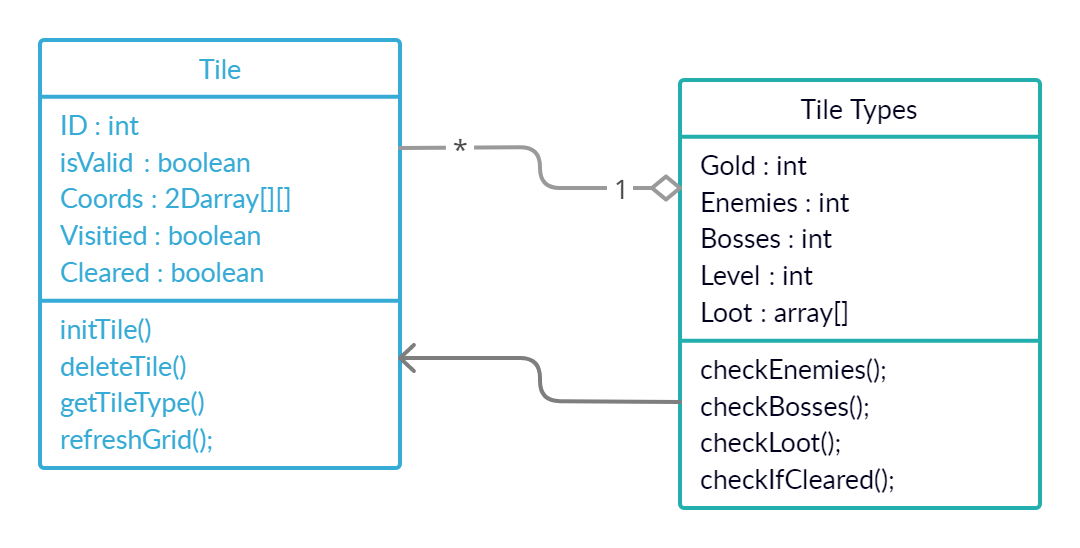 Tile
ID : int
isValid : boolean
Coords : 2Darray[][]
Visitied : boolean
Cleared : boolean
initTile()
deleteTile()
getTileType()
refreshGrid();
*
1
Tile Types
Gold : int
Enemies : int
Bosses : int
Level : int
Loot : array[]
checkEnemies();
checkBosses();
checkLoot();
checkIfCleared();